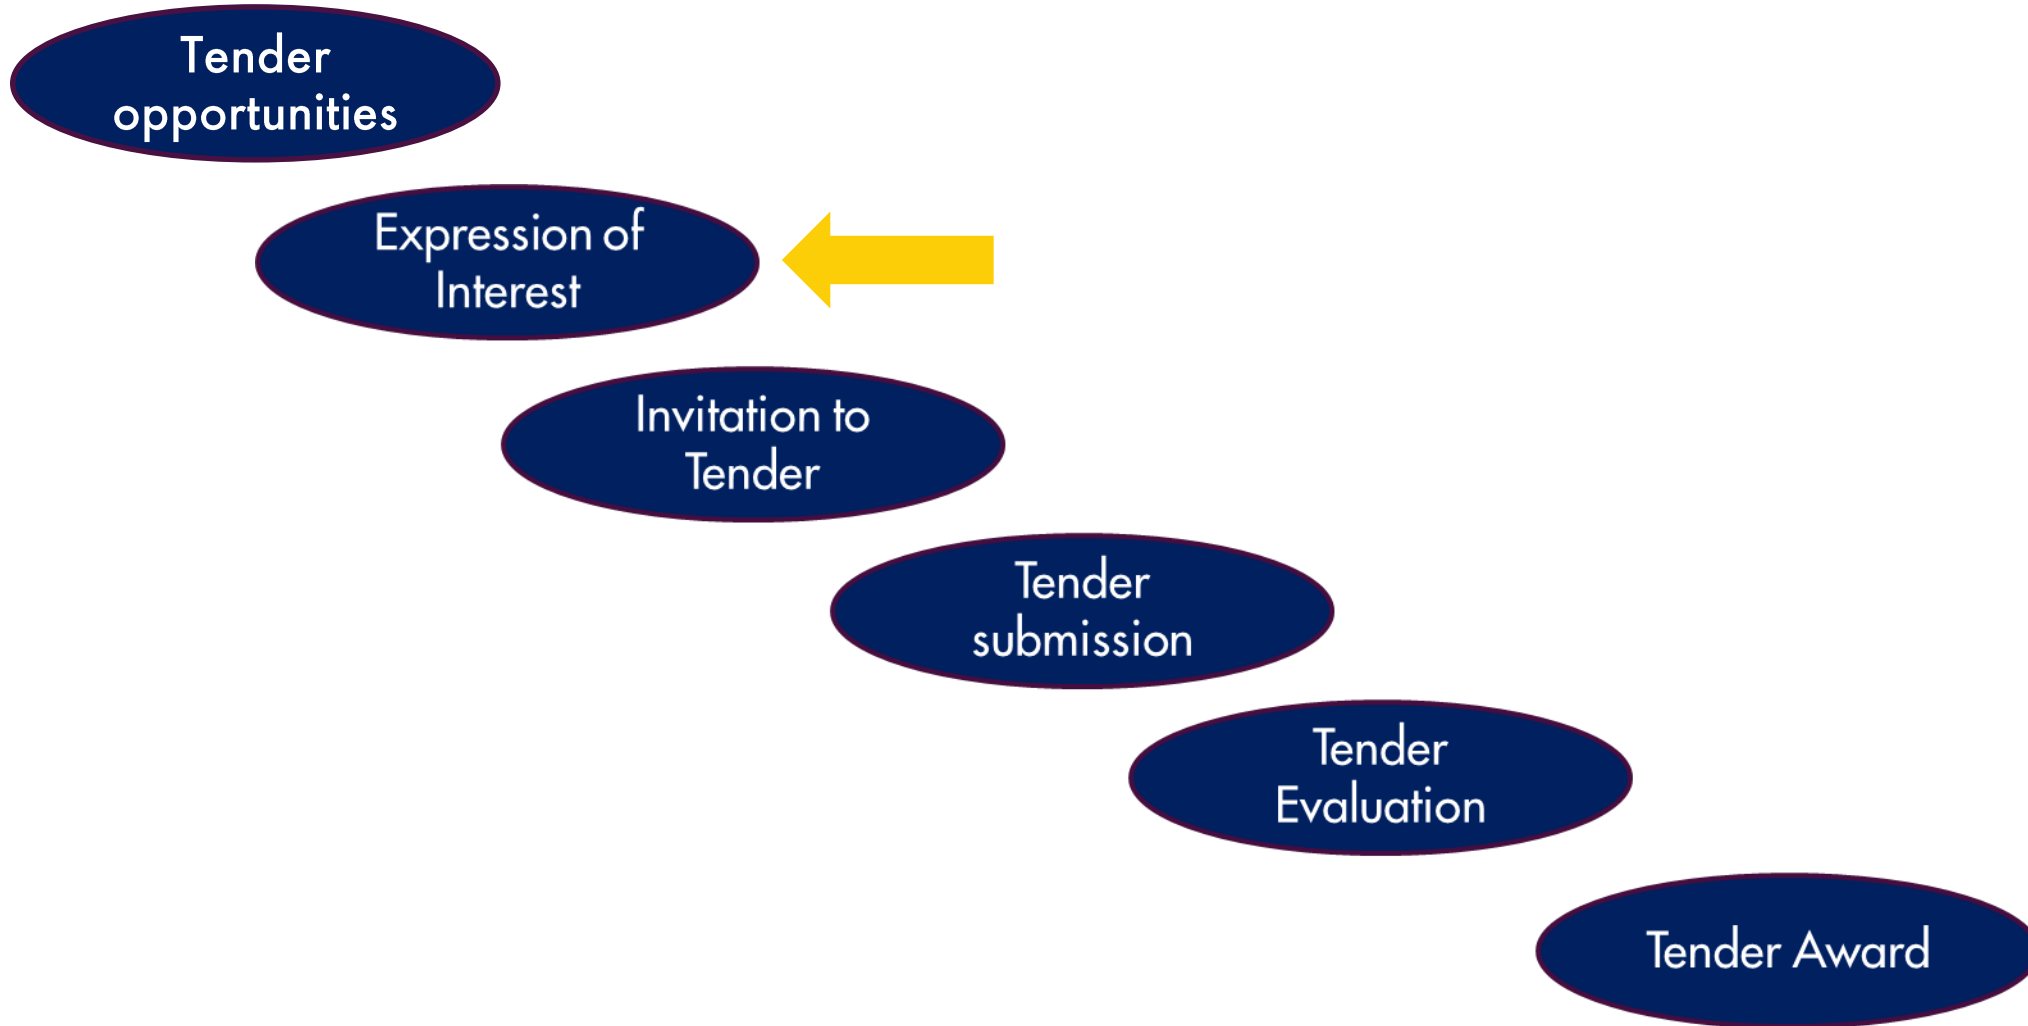 Tender
opportunities
Expression of
Interest
Invitation to
Tender
Tender
submission
Tender
Evaluation
Tender Award